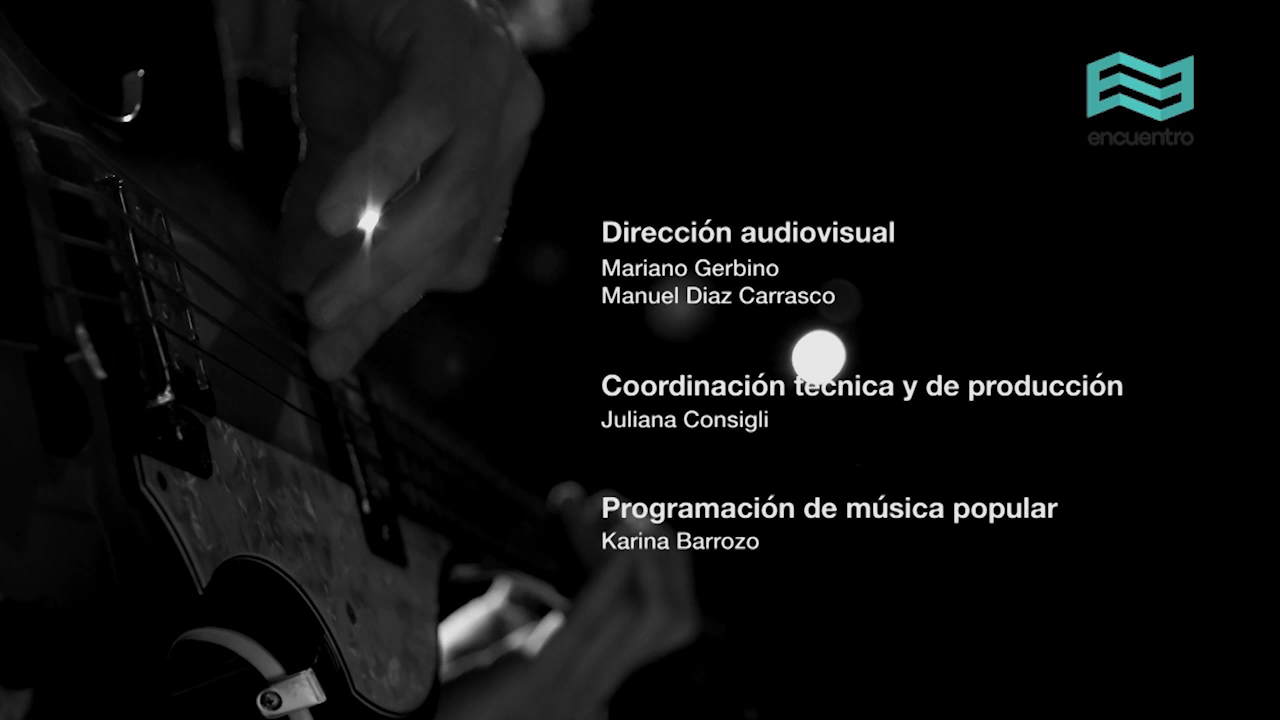 encuentro
Dirección audiovisual
Mariano Gerbino
Manuel Diaz Carrasco
Coordinación técnica y de producción
Juliana Consigli
Programación de música popular
Karina Barrozo